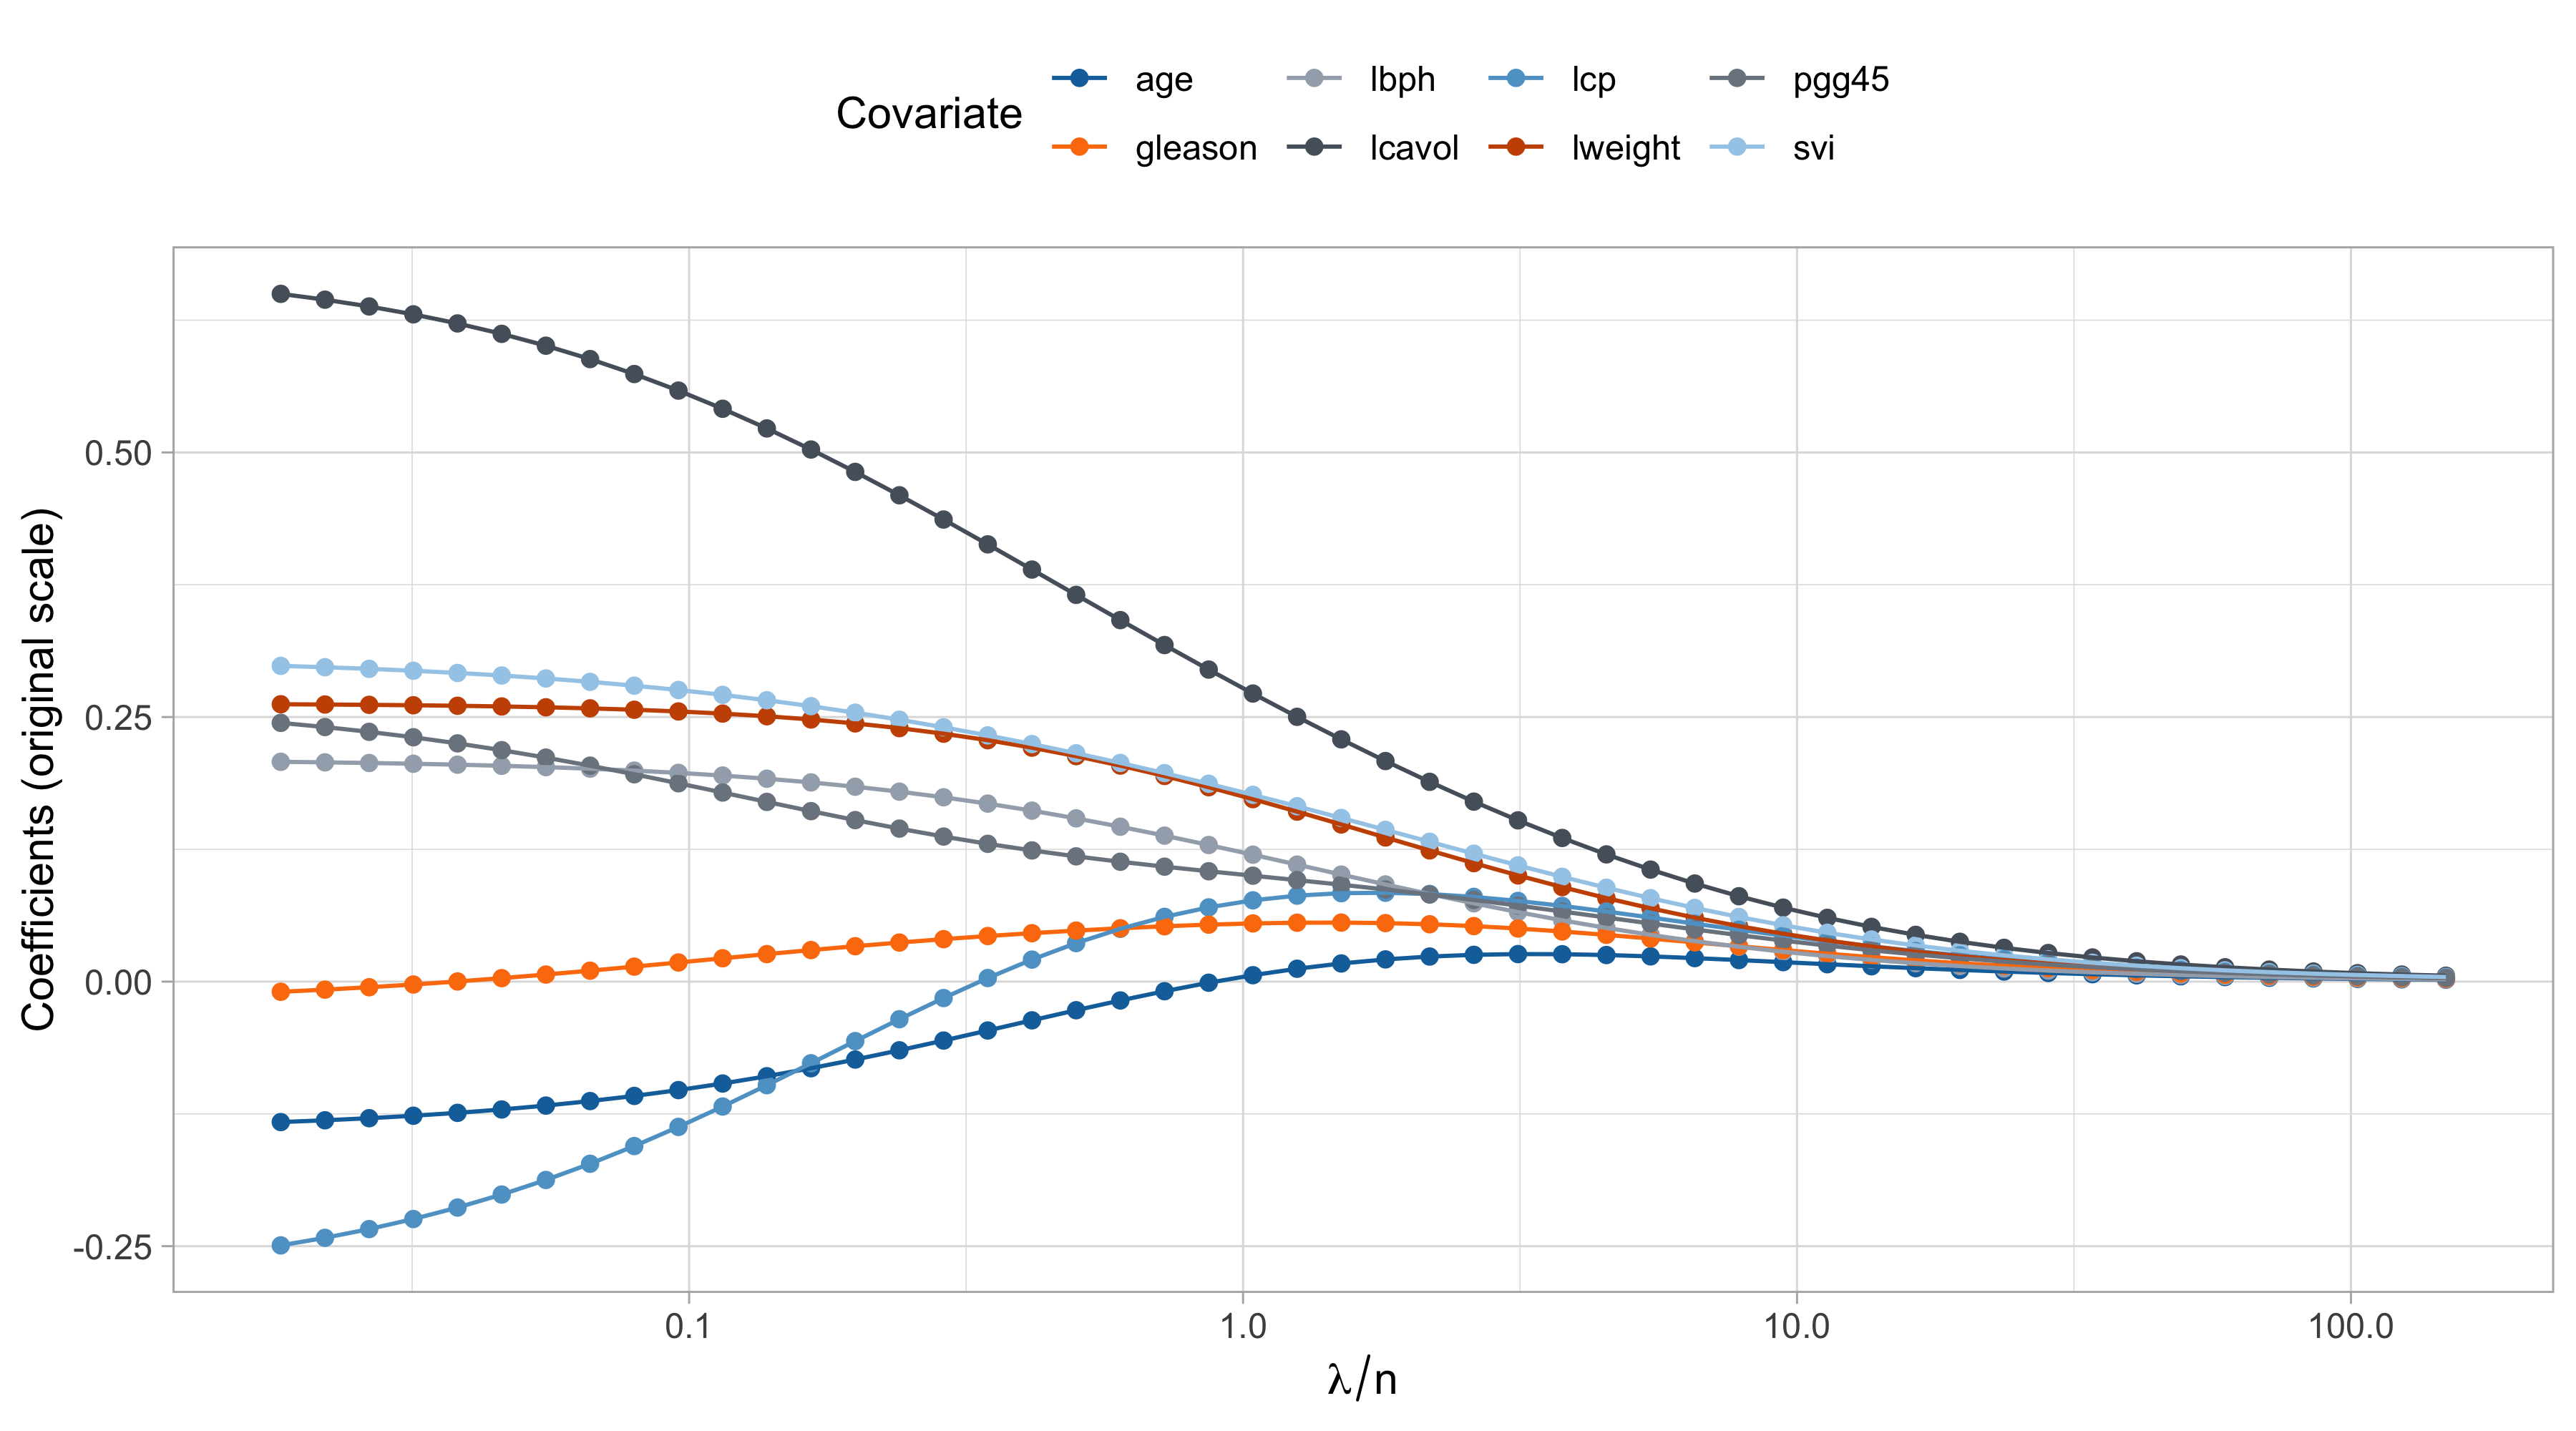 Covariate
age lbph lcp pgg45
gleason lcavol lweight svi
Coefficients (original scale)
0.50
0.25
0.00
-0.25
0.1 1.0 10.0 100.0
λ/n